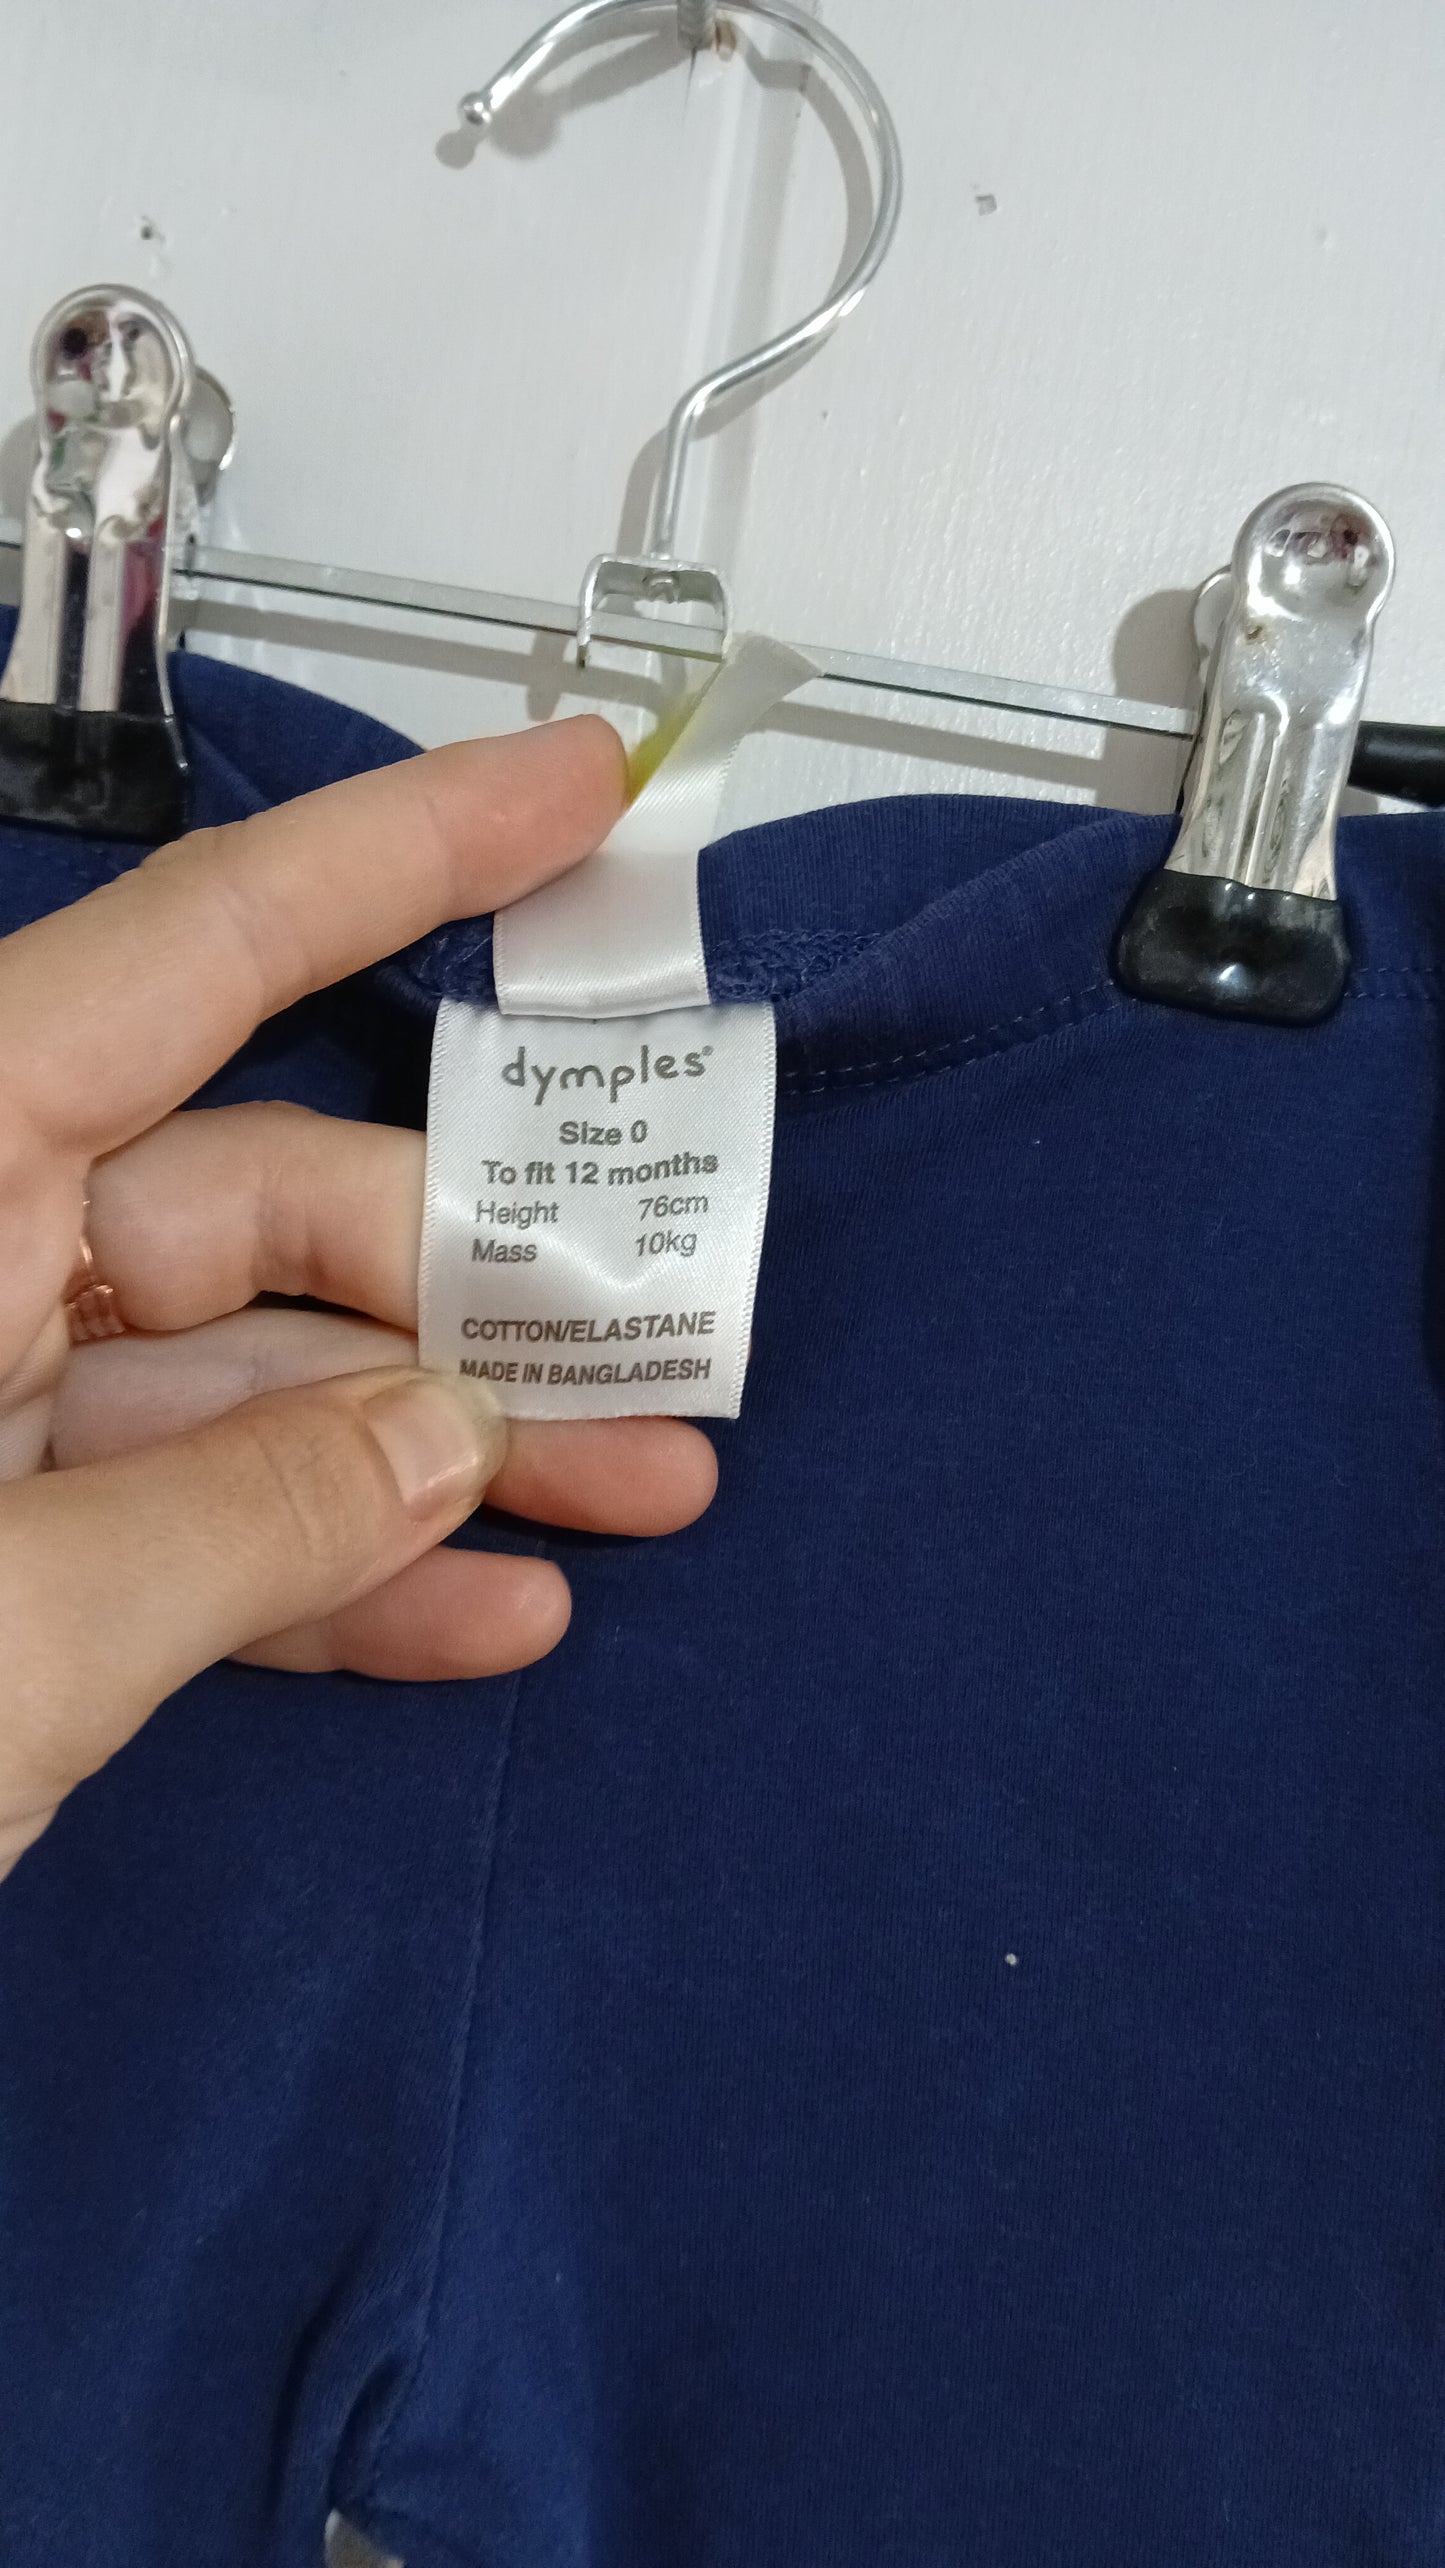 dymples®
Size 0
To fit 12 months
Height 76cm
Mass 10kg
COTTON/ELASTANE
MADE IN BANGLADESH